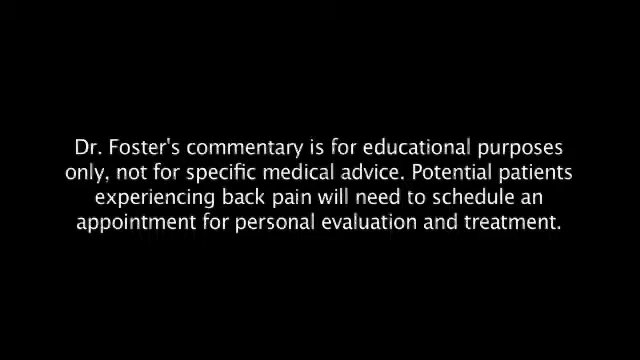 Dr. Foster's commentary is for educational purposes
only, not for specific medical advice. Potential patients
experiencing back pain will need to schedule an
appointment for personal evaluation and treatment.